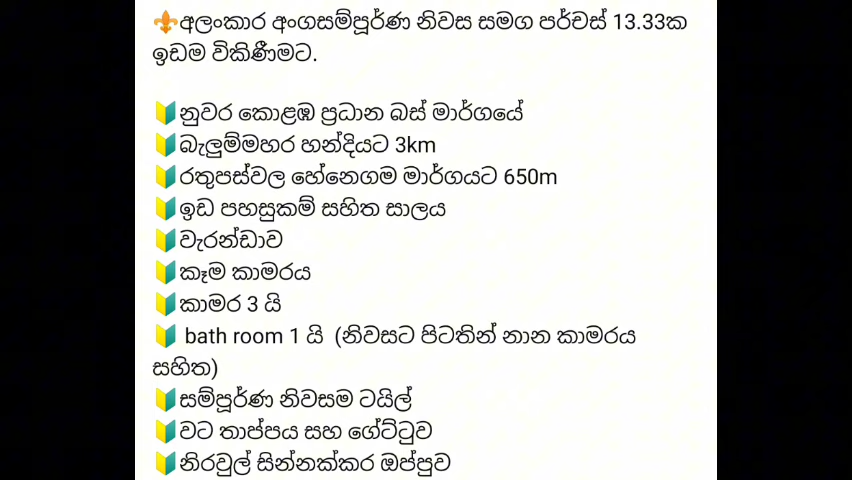 ⚜️අලංකාර අංගසම්පූර්ණ නිවස සමග පර්චස් 13.33ක
ඉඩම විකිණීමට.
🔰නුවර කොළඹ ප්‍රධාන බස් මාර්ගයේ
🔰බැලුම්මහර හන්දියට 3km
🔰රතුපස්වල හේනෙගම මාර්ගයට 650m
🔰ඉඩ පහසුකම් සහිත සාලය
🔰වැරන්ඩාව
🔰කෑම කාමරය
🔰කාමර 3 යි
🔰 bath room 1 යි (නිවසට පිටතින් නාන කාමරය
සහිත)
🔰සම්පූර්ණ නිවසම ටයිල්
🔰වට තාප්පය සහ ගේට්ටුව
🔰නිරවුල් සින්නක්කර ඔප්පුව